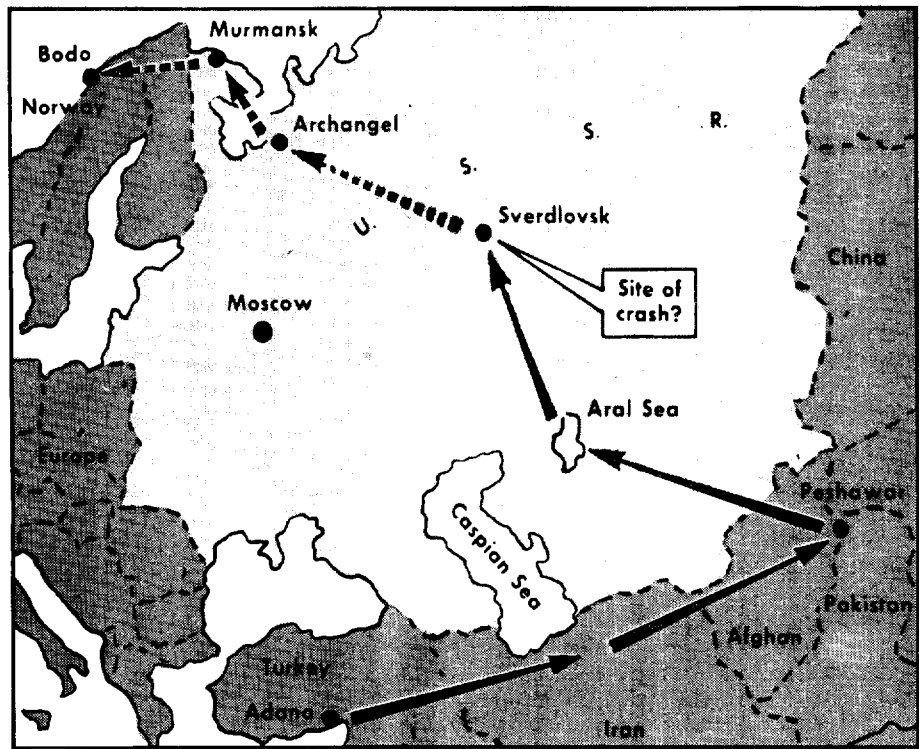 Murmansk
Bodo
Norway
Archangel
U. S. S. R.
Sverdlovsk
China
Site of
crash?
Moscow
Aral Sea
Europe
Peshawar
Caspian Sea
Pakistan
Afghan
Turkey
Adana
Iran